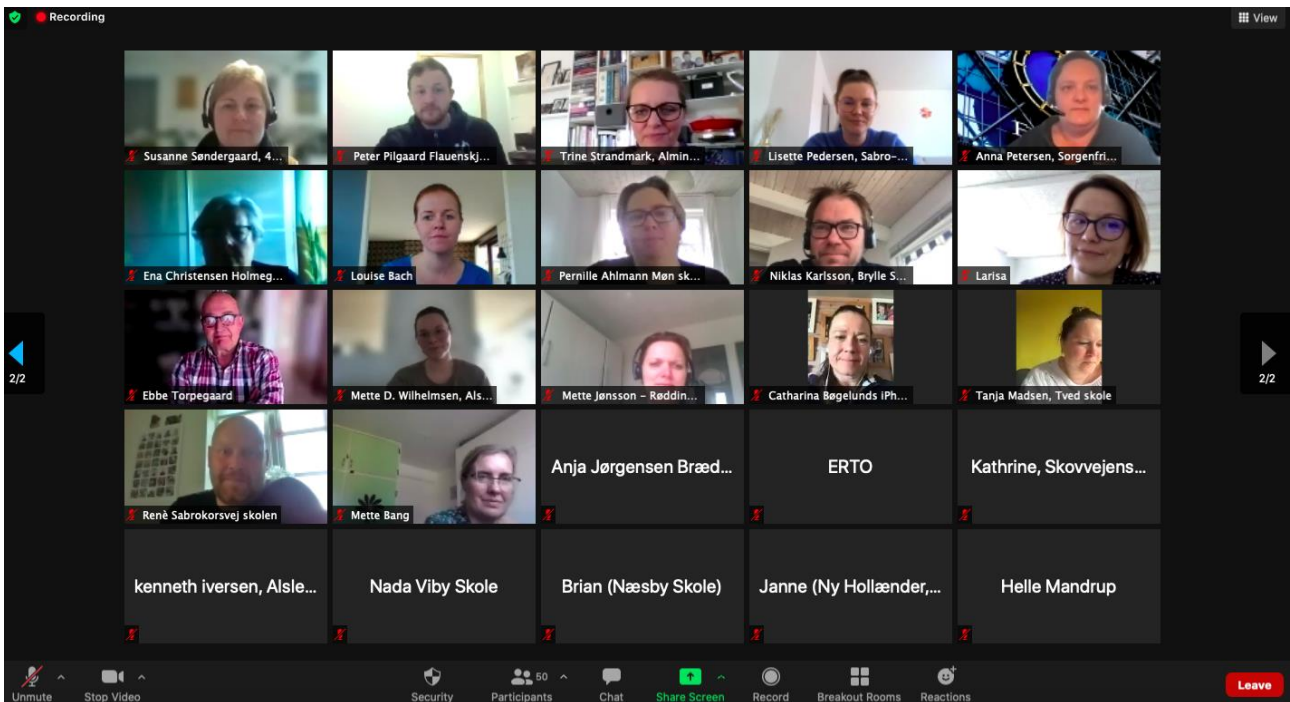 Recording
View
Susanne Søndergaard, 4...
Peter Pilgaard Flauenskj...
Trine Strandmark, Almin...
Lisette Pedersen, Sabro-...
Anna Petersen, Sorgenfri...
Ena Christensen Holmeg...
Louise Bach
Pernille Ahlmann Møn sk...
Niklas Karlsson, Brylle S...
Larisa
2/2
2/2
Ebbe Torpegaard
Mette D. Wilhelmsen, Als...
Mette Jønsson – Røddin...
Catharina Bøgelunds iPh...
Tanja Madsen, Tved skole
Renè Sabrokorsvej skolen
Mette Bang
Anja Jørgensen Bræd...
ERTO
Kathrine, Skovvejens...
kenneth iversen, Alsle...
Nada Viby Skole
Brian (Næsby Skole)
Janne (Ny Hollænder,...
Helle Mandrup
Unmute
Stop Video
Security
50
Participants
Chat
Share Screen
Record
Breakout Rooms
Reactions
Leave